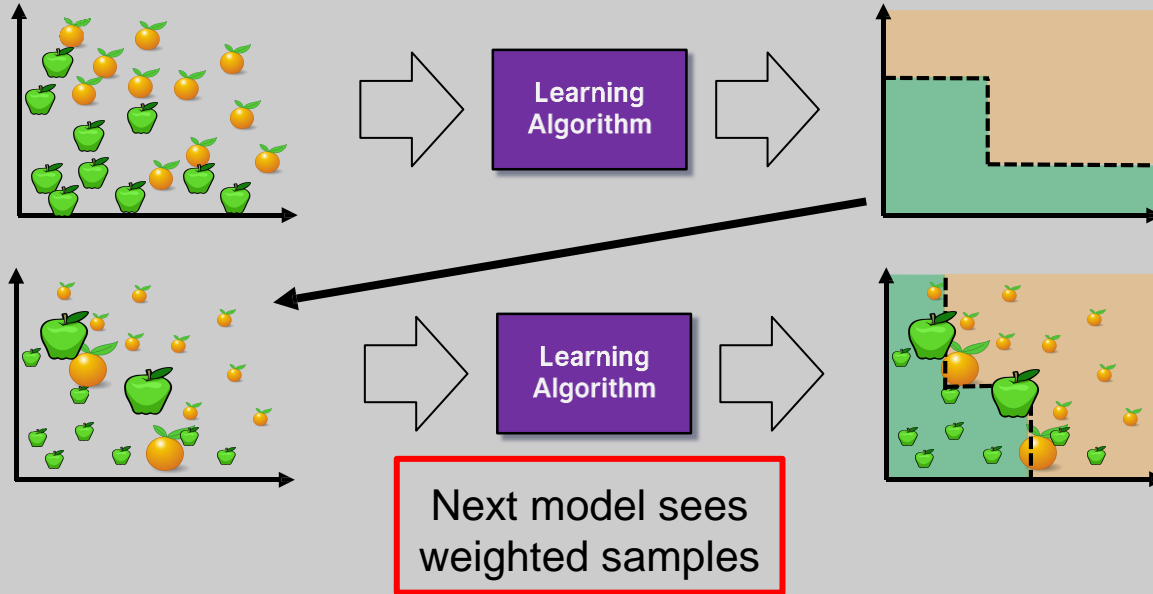 Learning
Algorithm
Learning
Algorithm
Next model sees
weighted samples